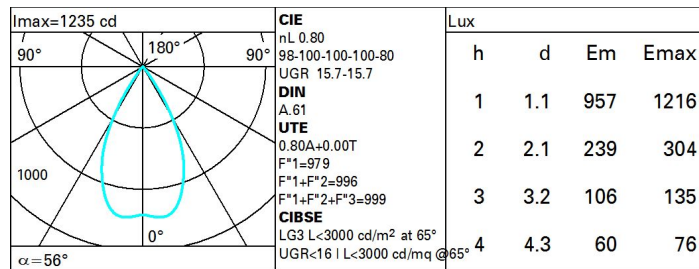 Imax=1235 cd
90° 180° 90°
1000
0°
α=56°
CIE
nL 0.80
98-100-100-100-80
UGR 15.7-15.7
DIN
A.61
UTE
0.80A+0.00T
F"1=979
F"1+F"2=996
F"1+F"2+F"3=999
CIBSE
LG3 L<3000 cd/m² at 65°
UGR<16 | L<3000 cd/mq @65°
Lux
h d Em Emax
1 1.1 957 1216
2 2.1 239 304
3 3.2 106 135
4 4.3 60 76